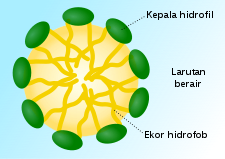 Kepala hidrofil
Larutan
berair
Ekor hidrofob